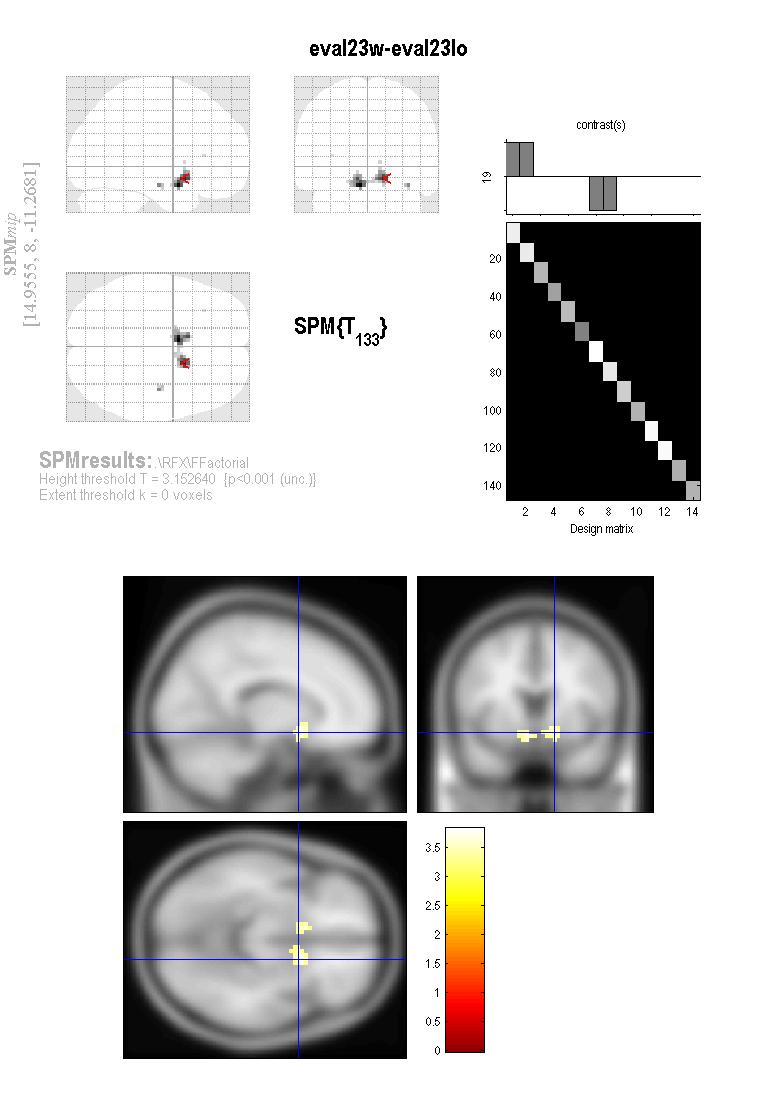 eval23w-eval23lo
SPMmip
[14.9555, 8, -11.2681]
SPM{T133}
SPMresults: .\RFX\FFactorial
Height threshold T = 3.152640 {p<0.001 (unc.)}
Extent threshold k = 0 voxels
contrast(s)
19
20
40
60
80
100
120
140
2 4 6 8 10 12 14
Design matrix
3.5
3
2.5
2
1.5
1
0.5
0